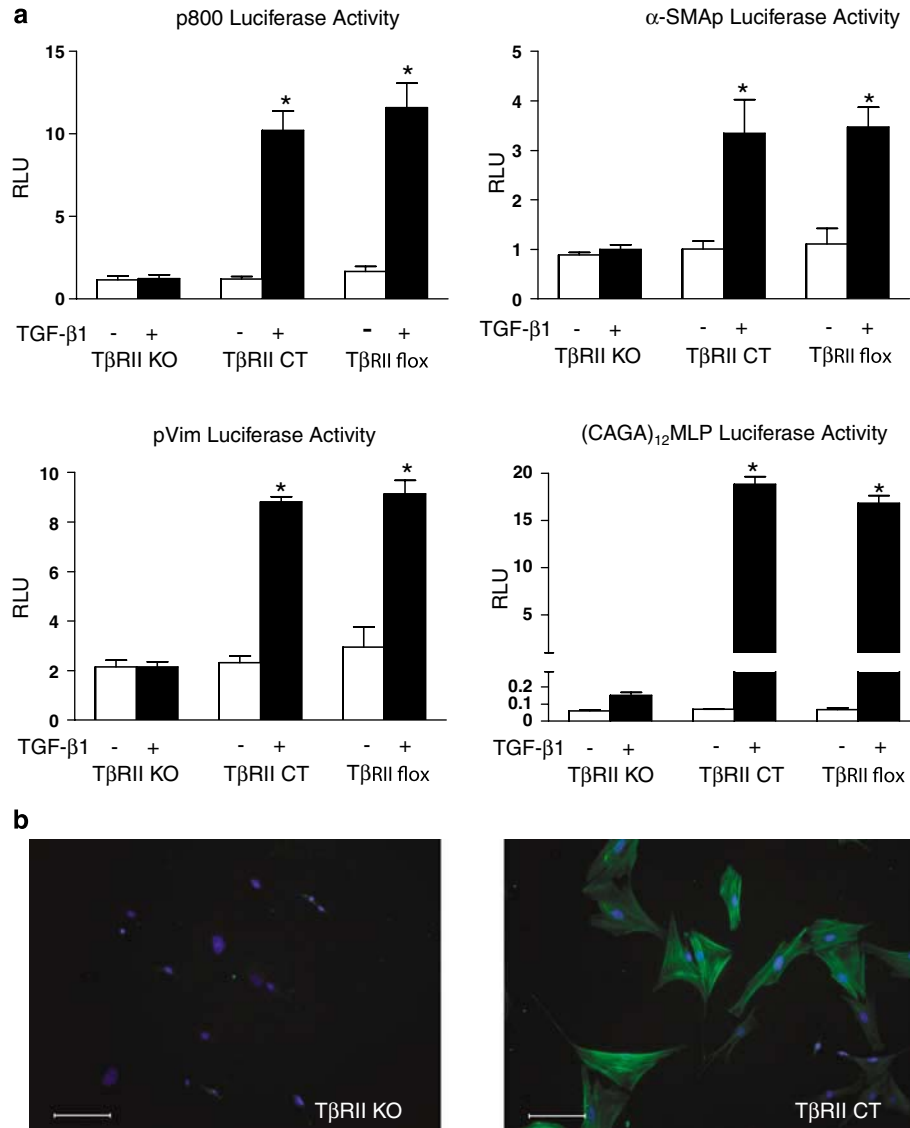 a
p800 Luciferase Activity
15
10
5
0
RLU
* *
TGF-β1 - + - + - +
TβRII KO TβRII CT TβRII flox
α-SMAp Luciferase Activity
5
4
3
2
1
0
RLU
* *
TGF-β1 - + - + - +
TβRII KO TβRII CT TβRII flox
pVim Luciferase Activity
10
8
6
4
2
0
RLU
* *
TGF-β1 - + - + - +
TβRII KO TβRII CT TβRII flox
(CAGA)₁₂MLP Luciferase Activity
20
15
10
5
0.2
0.1
0
RLU
* *
TGF-β1 - + - + - +
TβRII KO TβRII CT TβRII flox
b
TβRII KO
TβRII CT